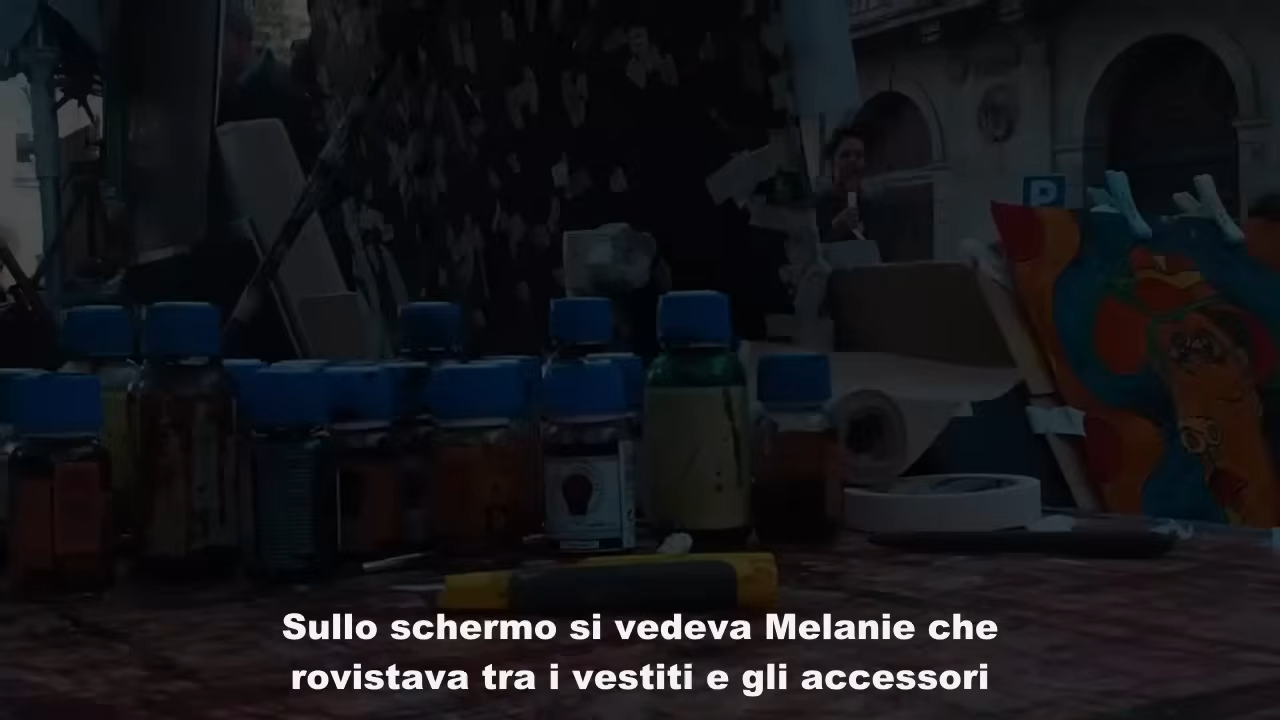 P
Sullo schermo si vedeva Melanie che
rovistava tra i vestiti e gli accessori